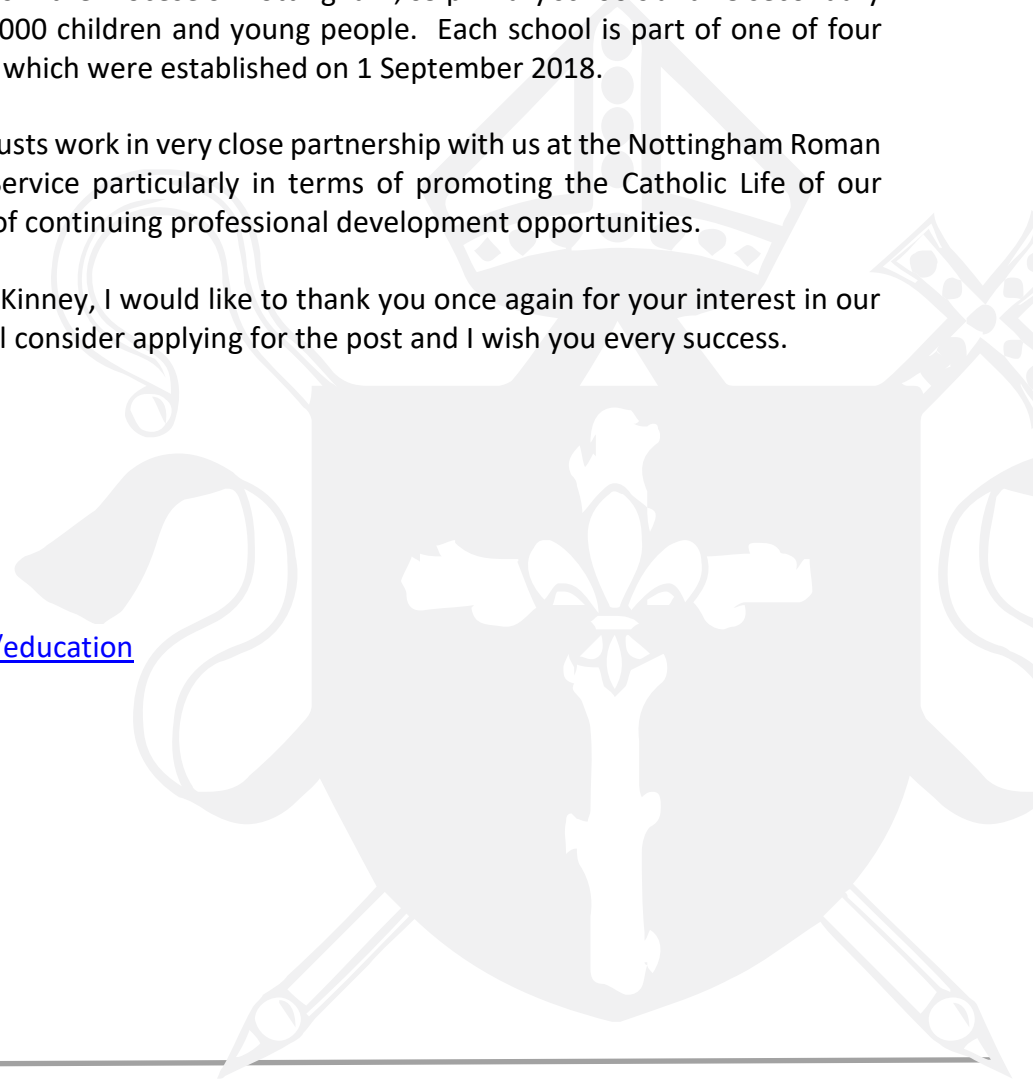 000 children and young people. Each school is part of one of four
which were established on 1 September 2018.
usts work in very close partnership with us at the Nottingham Roman
Service particularly in terms of promoting the Catholic Life of our
of continuing professional development opportunities.
Kinney, I would like to thank you once again for your interest in our
l consider applying for the post and I wish you every success.
/education